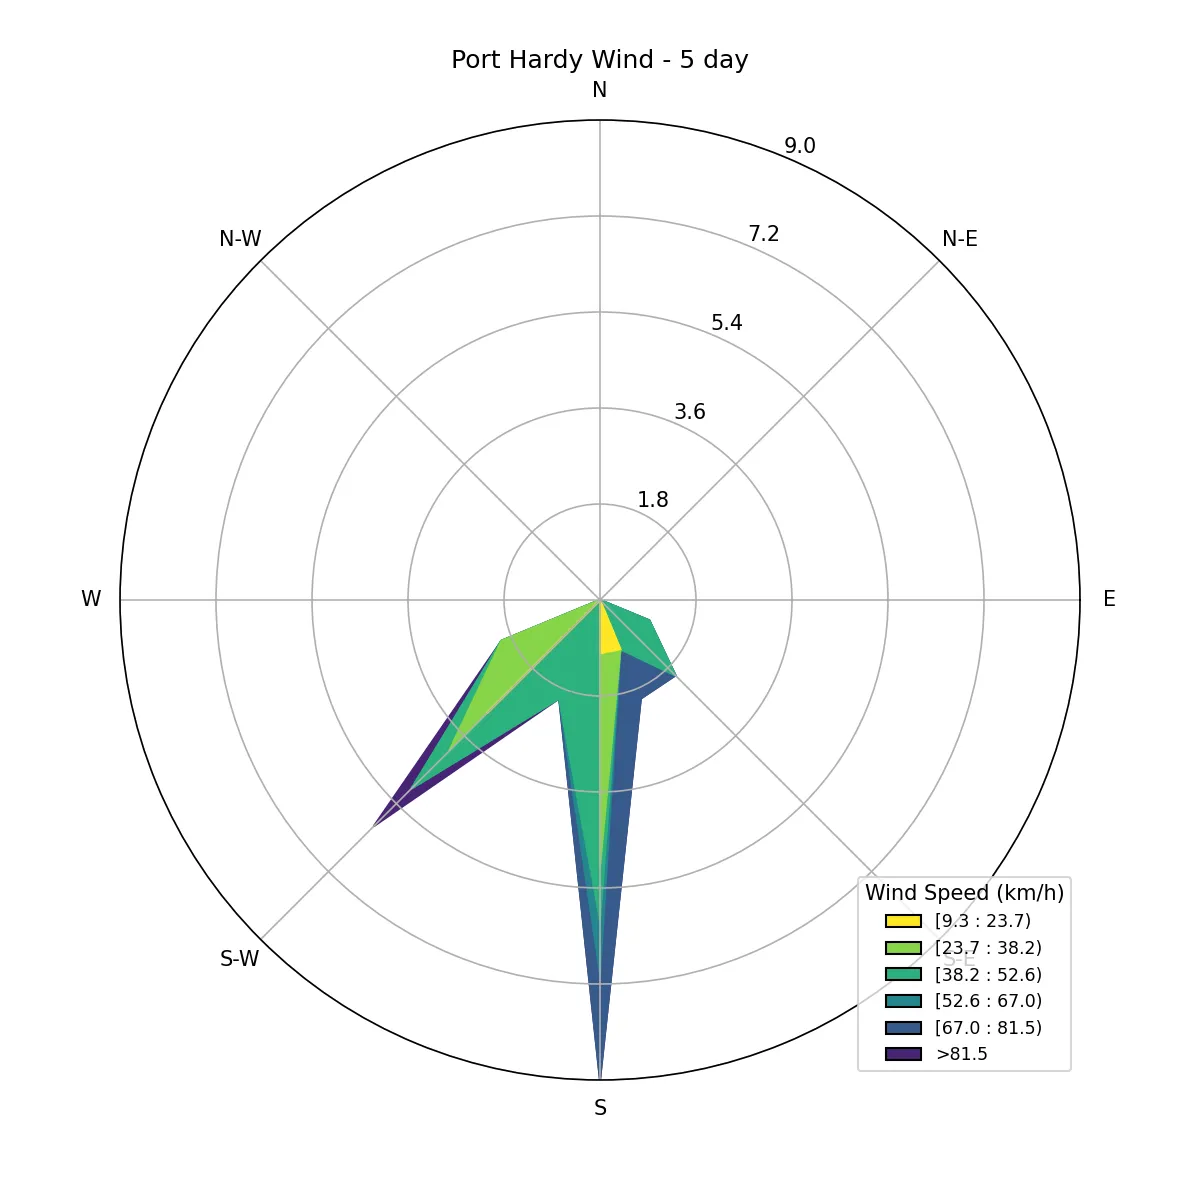 Port Hardy Wind - 5 day
N
9.0
7.2
N-W
N-E
5.4
3.6
1.8
W
E
S-W
S-E
Wind Speed (km/h)
[9.3 : 23.7)
[23.7 : 38.2)
[38.2 : 52.6)
[52.6 : 67.0)
[67.0 : 81.5)
>81.5
S